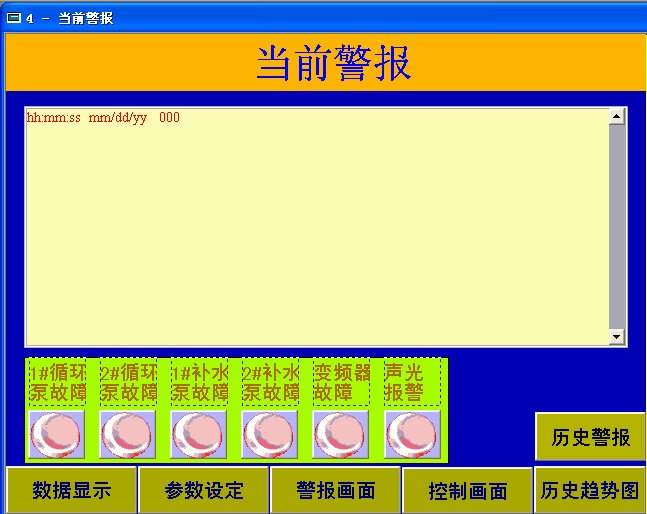 4 - 当前警报
当前警报
hh:mm:ss mm/dd/yy 000
1#循环
泵故障
2#循环
泵故障
1#补水
泵故障
2#补水
泵故障
变频器
故障
声光
报警
历史警报
数据显示
参数设定
警报画面
控制画面
历史趋势图